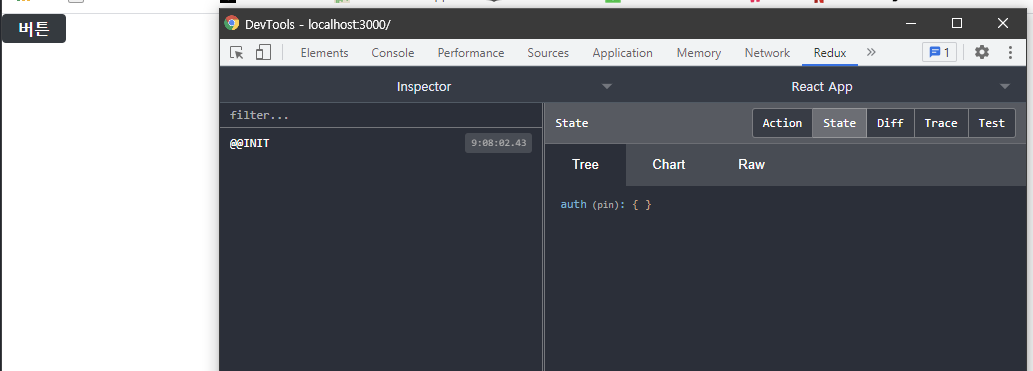 버튼
DevTools - localhost:3000/
Elements Console Performance Sources Application Memory Network Redux » 1
Inspector React App
filter...
@@INIT 9:08:02.43
State Action State Diff Trace Test
Tree Chart Raw
auth (pin): { }